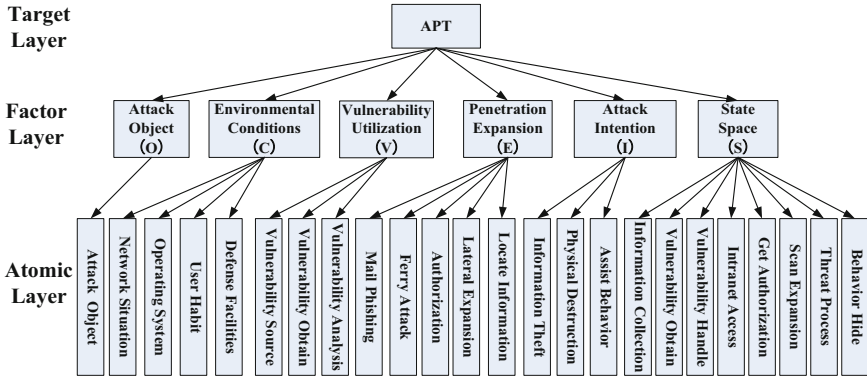 Target
Layer
APT
Factor
Layer
Attack
Object
(O)
Environmental
Conditions
(C)
Vulnerability
Utilization
(V)
Penetration
Expansion
(E)
Attack
Intention
(I)
State
Space
(S)
Atomic
Layer
Attack Object
Network Situation
Operating System
User Habit
Defense Facilities
Vulnerability Source
Vulnerability Obtain
Vulnerability Analysis
Mail Phishing
Ferry Attack
Authorization
Lateral Expansion
Locate Information
Information Theft
Physical Destruction
Assist Behavior
Information Collection
Vulnerability Obtain
Vulnerability Handle
Intranet Access
Get Authorization
Scan Expansion
Threat Process
Behavior Hide